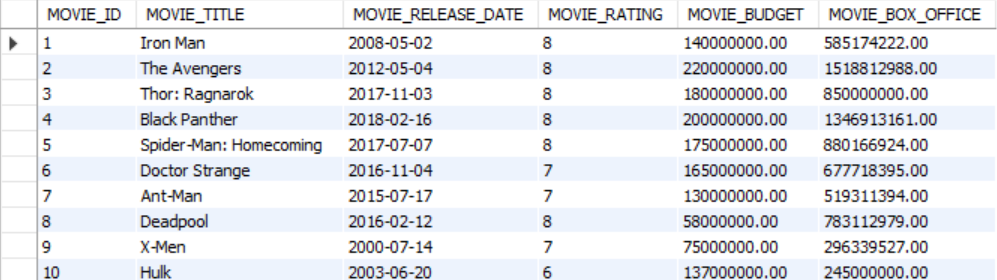 MOVIE_ID MOVIE_TITLE MOVIE_RELEASE_DATE MOVIE_RATING MOVIE_BUDGET MOVIE_BOX_OFFICE
1 Iron Man 2008-05-02 8 140000000.00 585174222.00
2 The Avengers 2012-05-04 8 220000000.00 1518812988.00
3 Thor: Ragnarok 2017-11-03 8 180000000.00 850000000.00
4 Black Panther 2018-02-16 8 200000000.00 1346913161.00
5 Spider-Man: Homecoming 2017-07-07 8 175000000.00 880166924.00
6 Doctor Strange 2016-11-04 7 165000000.00 677718395.00
7 Ant-Man 2015-07-17 7 130000000.00 519311394.00
8 Deadpool 2016-02-12 8 58000000.00 783112979.00
9 X-Men 2000-07-14 7 75000000.00 296339527.00
10 Hulk 2003-06-20 6 137000000.00 245000000.00